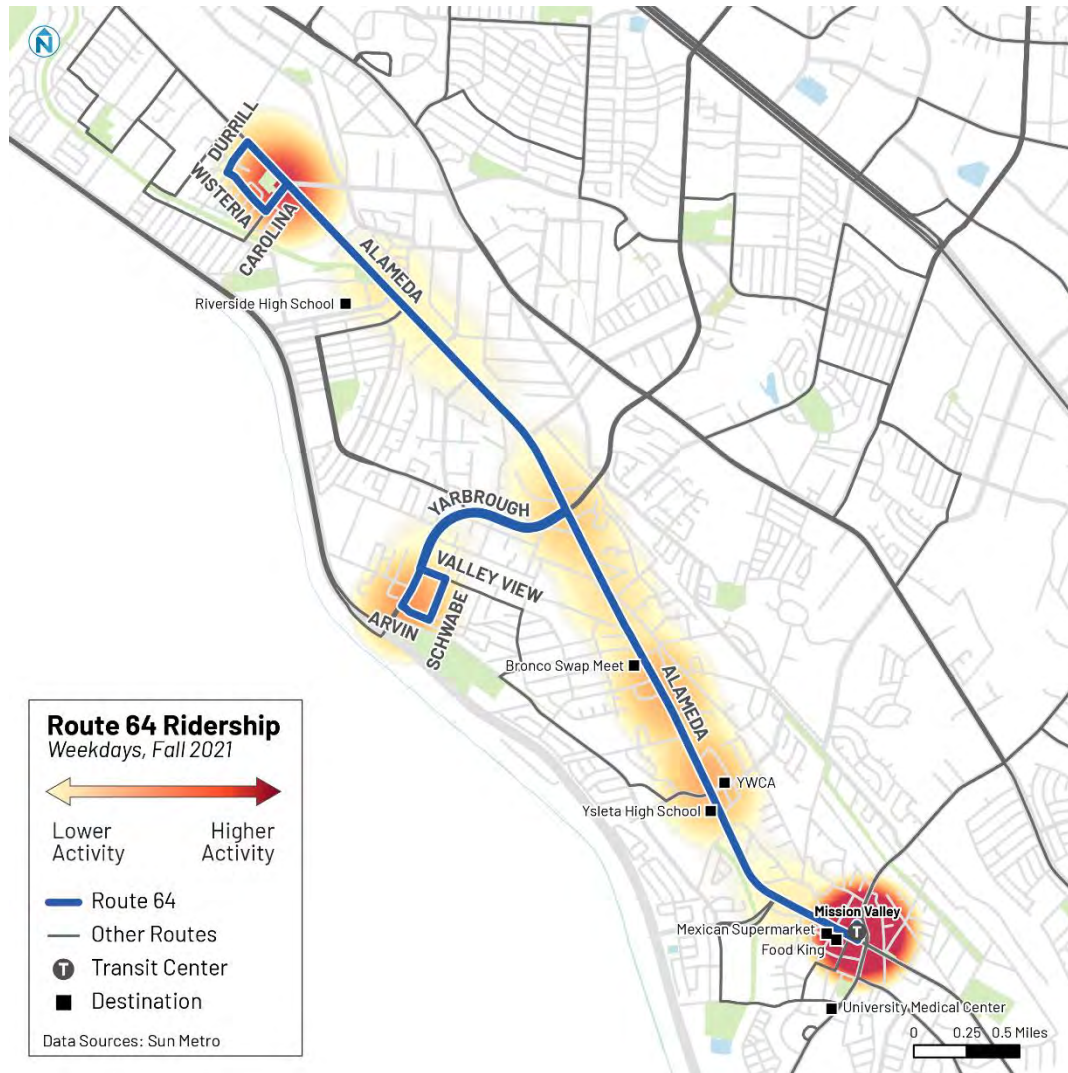 N
DURRILL
WISTERIA
CAROLINA
ALAMEDA
Riverside High School
YARBROUGH
VALLEY VIEW
ARVIN
SCHWABE
Bronco Swap Meet
ALAMEDA
YWCA
Ysleta High School
Mission Valley
Mexican Supermarket
T
Food King
University Medical Center
0 0.25 0.5 Miles
Route 64 Ridership
Weekdays, Fall 2021
Lower Activity
Higher Activity
Route 64
Other Routes
T Transit Center
Destination
Data Sources: Sun Metro